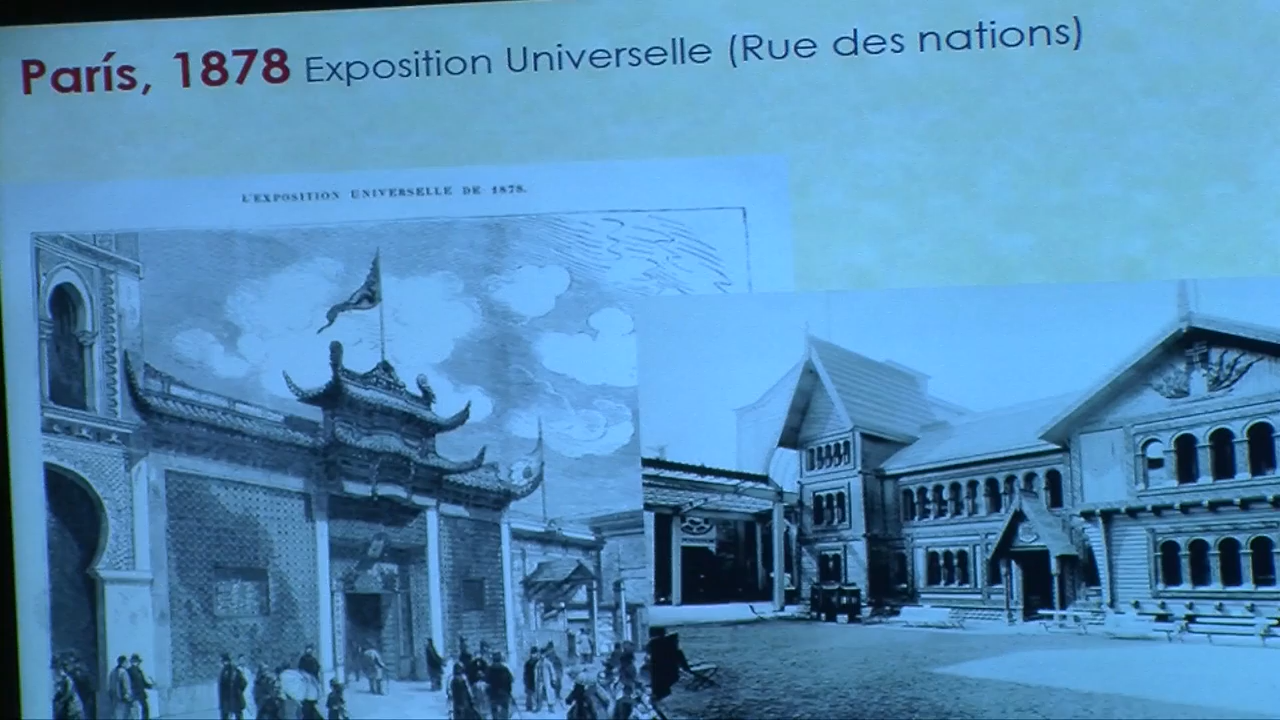 París, 1878 Exposition Universelle (Rue des nations)
L'EXPOSITION UNIVERSELLE DE 1878.